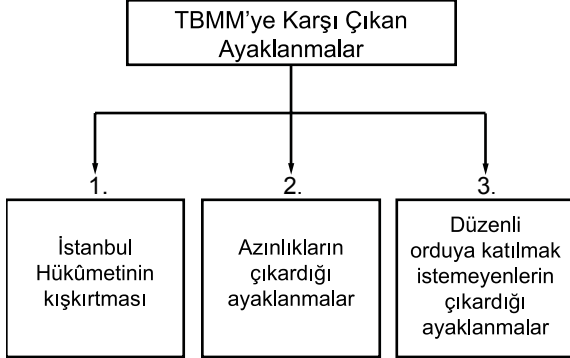 TBMM’ye Karşı Çıkan
Ayaklanmalar
1.
İstanbul
Hükûmetinin
kışkırtması
2.
Azınlıkların
çıkardığı
ayaklanmalar
3.
Düzenli
orduya katılmak
istemeyenlerin
çıkardığı
ayaklanmalar